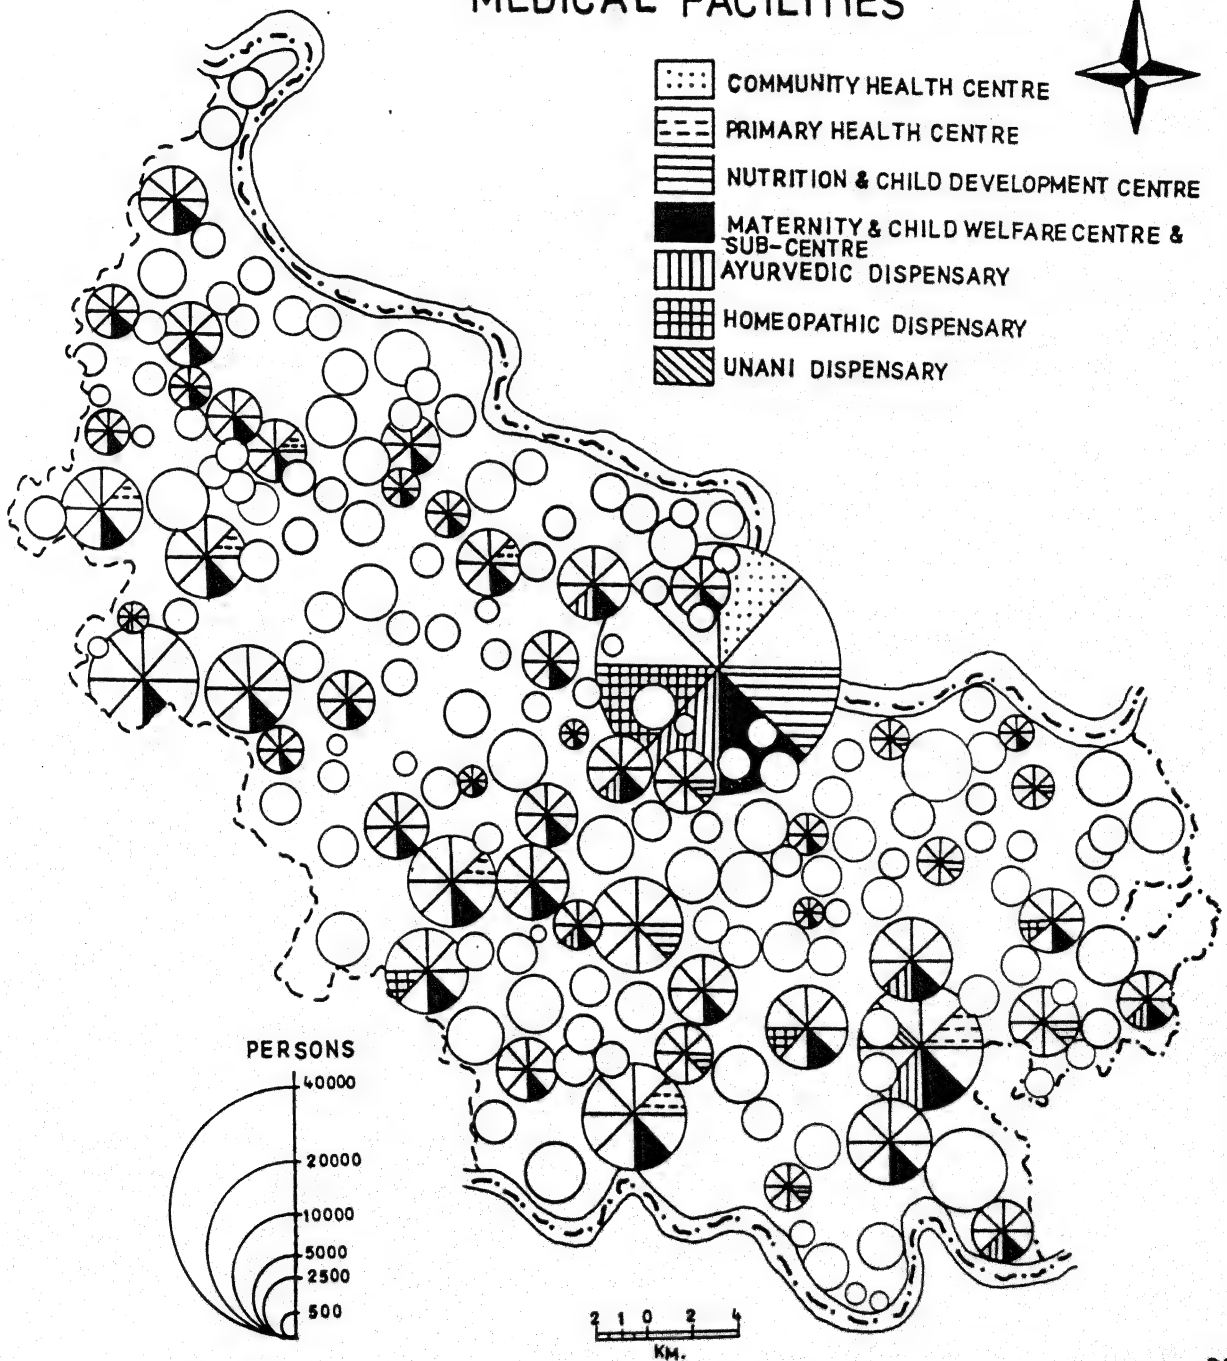 MEDICAL FACILITIES
COMMUNITY HEALTH CENTRE
PRIMARY HEALTH CENTRE
NUTRITION & CHILD DEVELOPMENT CENTRE
MATERNITY & CHILD WELFARE CENTRE &
SUB-CENTRE
AYURVEDIC DISPENSARY
HOMEOPATHIC DISPENSARY
UNANI DISPENSARY
PERSONS
40000
20000
10000
5000
2500
500
2 1 0 2 4
KM.